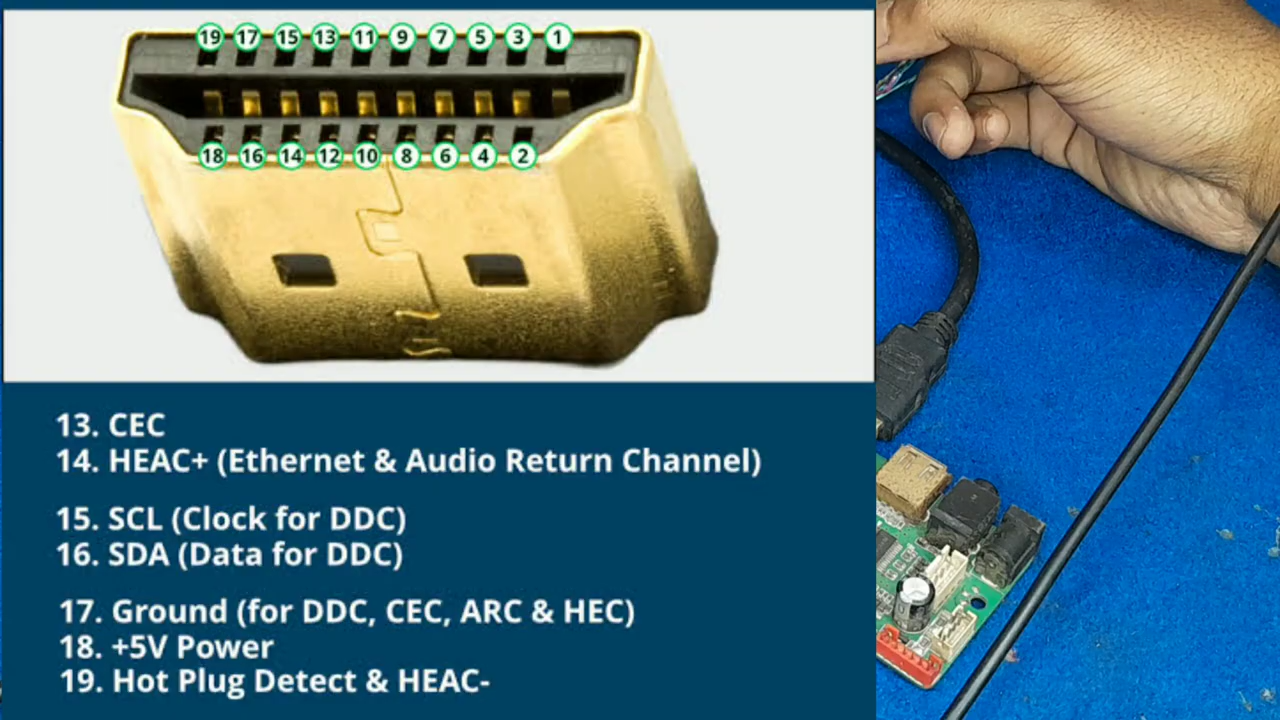 19 17 15 13 11 9 7 5 3 1
18 16 14 12 10 8 6 4 2
13. CEC
14. HEAC+ (Ethernet & Audio Return Channel)
15. SCL (Clock for DDC)
16. SDA (Data for DDC)
17. Ground (for DDC, CEC, ARC & HEC)
18. +5V Power
19. Hot Plug Detect & HEAC-